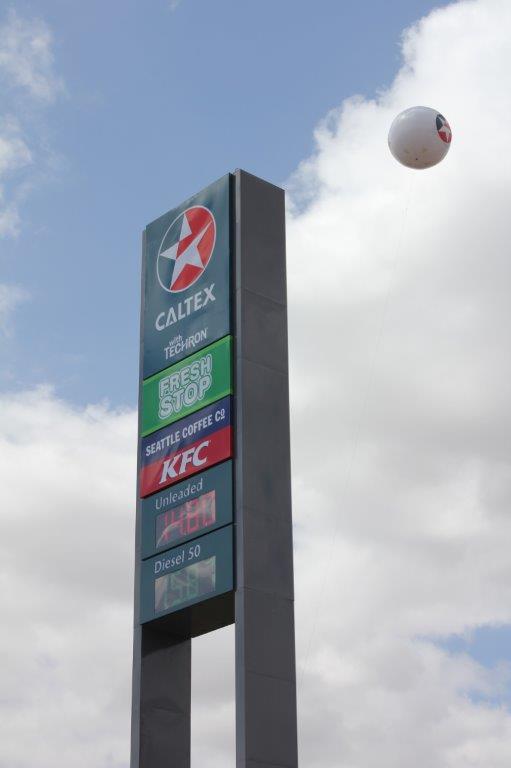 CALTEX
with
TECHRON
FRESH
STOP
SEATTLE COFFEE Cº
KFC
Unleaded
Diesel 50